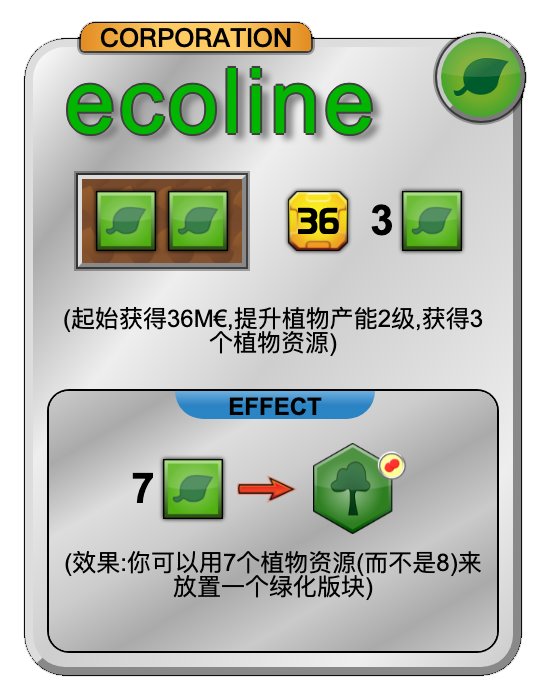 CORPORATION
ecoline
36 3
(起始获得36M€,提升植物产能2级,获得3
个植物资源)
EFFECT
7
(效果:你可以用7个植物资源(而不是8)来
放置一个绿化版块)